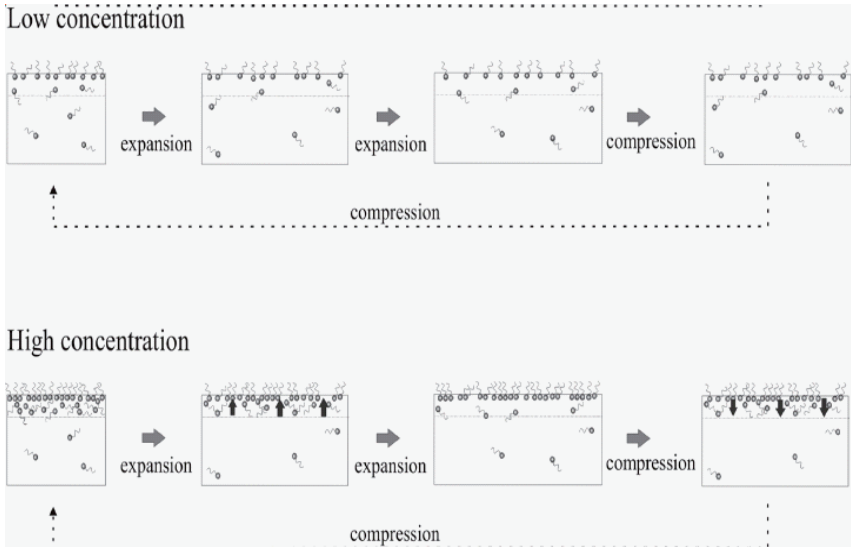 Low concentration
expansion
expansion
compression
compression
High concentration
expansion
expansion
compression
compression